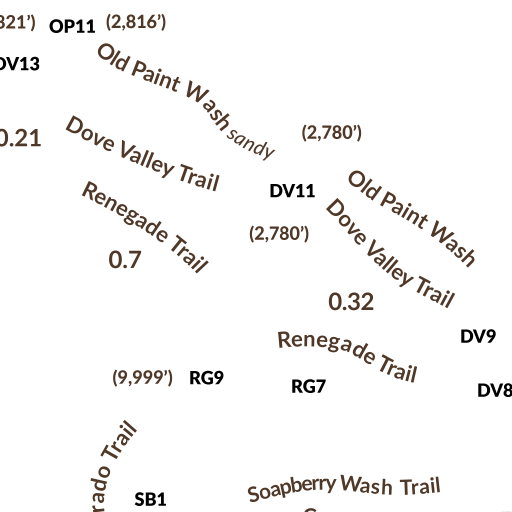 821’) OP11 (2,816’)
DV13
Old Paint Wash sandy
0.21
Dove Valley Trail
(2,780’)
DV11
Old Paint Wash
Renegade Trail
Dove Valley Trail
(2,780’)
0.7
0.32
DV9
Renegade Trail
(9,999’) RG9
RG7
DV8
rado Trail
Soapberry Wash Trail
SB1